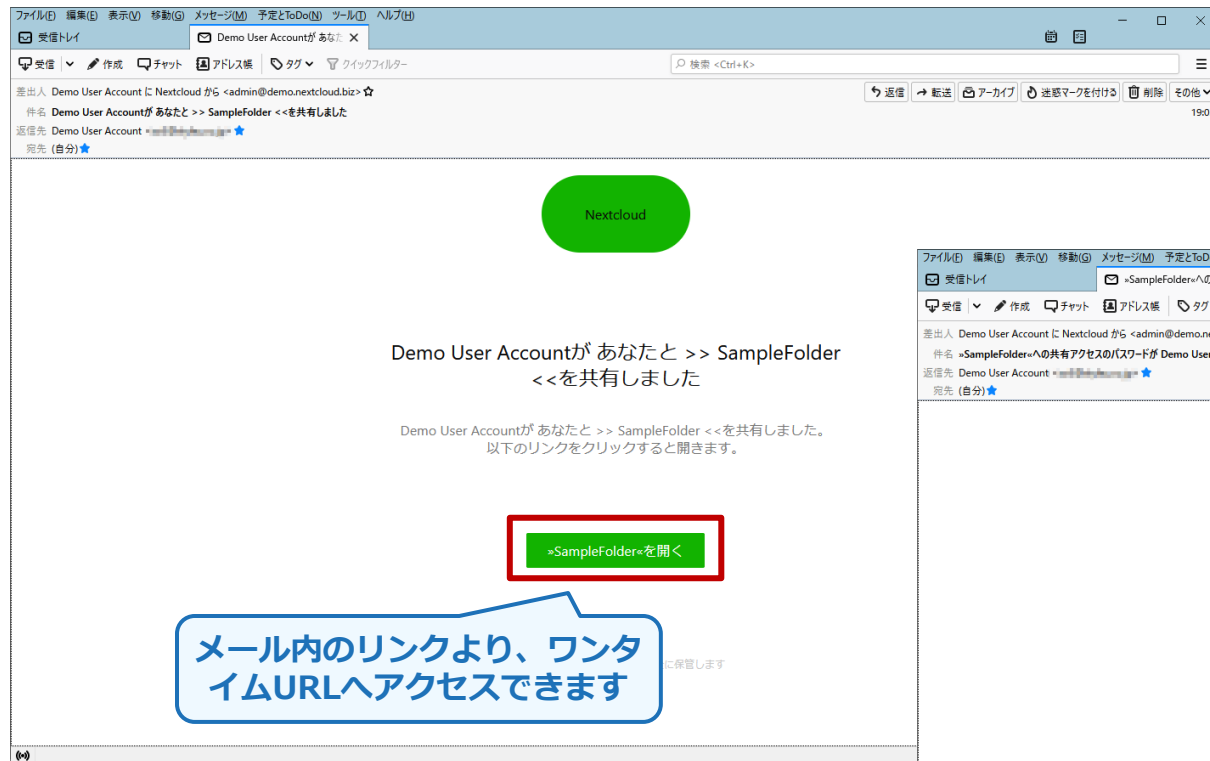 ファイル(F) 編集(E) 表示(V) 移動(G) メッセージ(M) 予定とToDo(N) ツール(T) ヘルプ(H)
受信トレイ
Demo User Accountが あなた
受信 作成 チャット アドレス帳 タグ クイックフィルター
検索 <Ctrl+K>
差出人 Demo User Account に Nextcloud から <admin@demo.nextcloud.biz>
返信 転送 アーカイブ 迷惑マークを付ける 削除 その他
件名 Demo User Accountが あなたと >> SampleFolder <<を共有しました
19:0
返信先 Demo User Account
宛先 (自分)
Nextcloud
Demo User Accountが あなたと >> SampleFolder
<<を共有しました
Demo User Accountが あなたと >> SampleFolder <<を共有しました。
以下のリンクをクリックすると開きます。
»SampleFolder«を開く
メール内のリンクより、ワンタ
イムURLへアクセスできます
に保管します
ファイル(F) 編集(E) 表示(V) 移動(G) メッセージ(M) 予定とToD
受信トレイ
»SampleFolder«への
受信 作成 チャット アドレス帳 タグ
差出人 Demo User Account に Nextcloud から <admin@demo.ne
件名 »SampleFolder«への共有アクセスのパスワードが Demo User
返信先 Demo User Account
宛先 (自分)